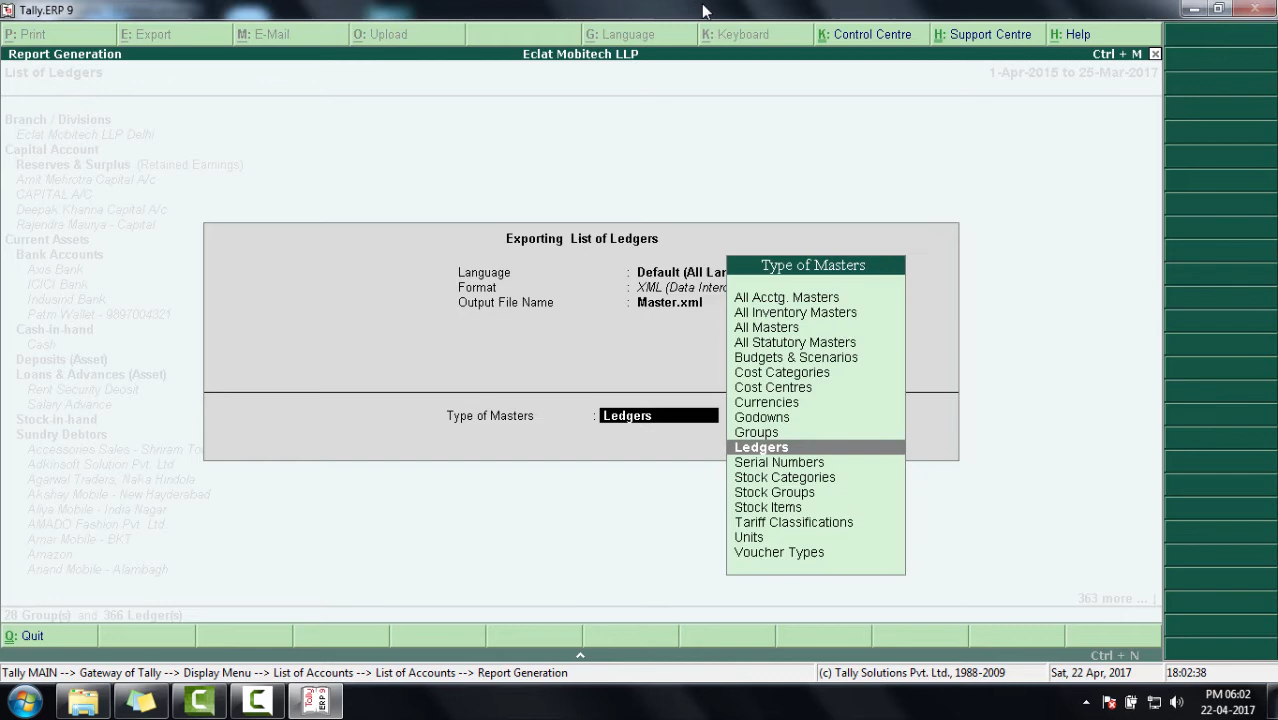 Tally.ERP 9
P: Print
E: Export
M: E-Mail
O: Upload
G: Language
K: Keyboard
K: Control Centre
H: Support Centre
H: Help
Report Generation
Eclat Mobitech LLP
Ctrl + M
List of Ledgers
1-Apr-2015 to 25-Mar-2017
Branch / Divisions
Eclat Mobitech LLP Delhi
Capital Account
Reserves & Surplus (Retained Earnings)
Amit Mehrotra Capital A/c
CAPITAL A/C
Deepak Khanna Capital A/c
Rajendra Maurya - Capital
Current Assets
Bank Accounts
Axis Bank
ICICI Bank
Indusind Bank
Patm Wallet - 9897004321
Cash-in-hand
Cash
Deposits (Asset)
Loans & Advances (Asset)
Rent Security Deposit
Salary Advance
Stock-in-hand
Sundry Debtors
Accessories Sales - Shriram To
Adkinsoft Solution Pvt. Ltd
Agarwal Traders, Naka Hindola
Akshay Mobile - New Hayderabad
Aliya Mobile - India Nagar
AMADO Fashion Pvt. Ltd
Amar Mobile - BKT
Amazon
Anand Mobile - Alambagh
363 more ...
28 Group(s) and 366 Ledger(s)
Exporting List of Ledgers
Language : Default (All Lan
Format : XML (Data Interc
Output File Name : Master.xml
Type of Masters : Ledgers
Type of Masters
All Acctg. Masters
All Inventory Masters
All Masters
All Statutory Masters
Budgets & Scenarios
Cost Categories
Cost Centres
Currencies
Godowns
Groups
Ledgers
Serial Numbers
Stock Categories
Stock Groups
Stock Items
Tariff Classifications
Units
Voucher Types
Q: Quit
Ctrl + N
Tally MAIN --> Gateway of Tally --> Display Menu --> List of Accounts --> List of Accounts --> Report Generation
(c) Tally Solutions Pvt. Ltd., 1988-2009
Sat, 22 Apr, 2017
18:02:38
PM 06:02
22-04-2017